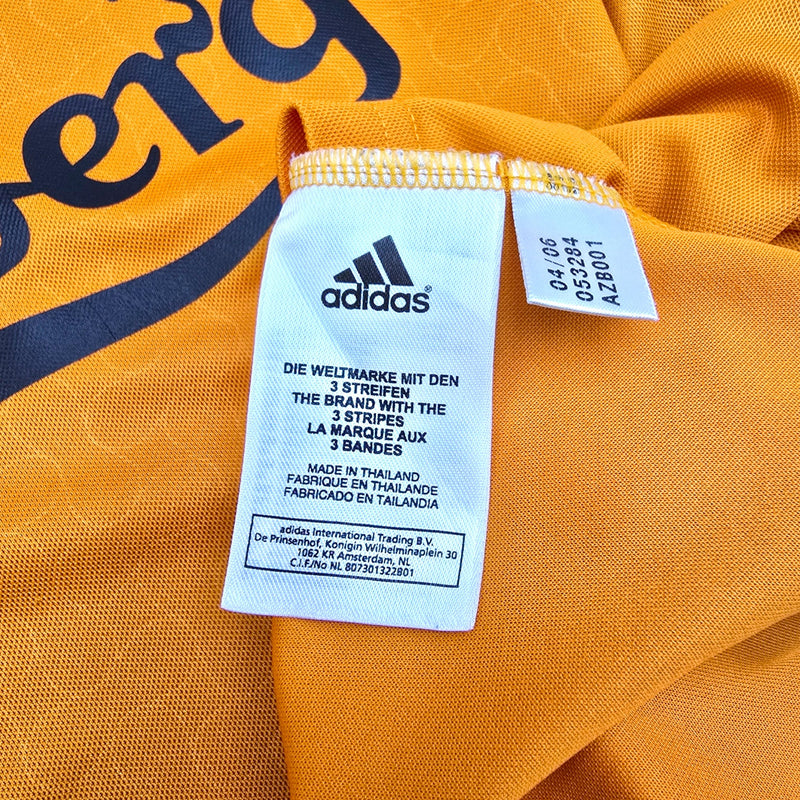 berg
adidas®
DIE WELTMARKE MIT DEN
3 STREIFEN
THE BRAND WITH THE
3 STRIPES
LA MARQUE AUX
3 BANDES
MADE IN THAILAND
FABRIQUE EN THAILANDE
FABRICADO EN TAILANDIA
adidas International Trading B.V.
De Prinsenhof, Konigin Wilhelminaplein 30
1062 KR Amsterdam, NL
C.I.F./No NL 807301322B01
04/06
053284
AZB001